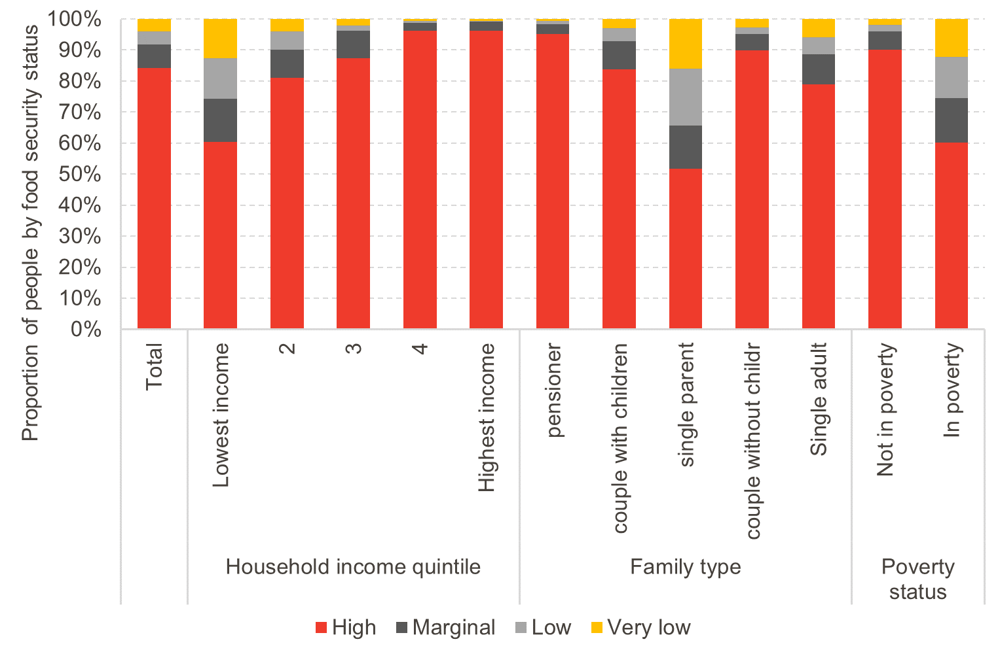 Proportion of people by food security status
100%
90%
80%
70%
60%
50%
40%
30%
20%
10%
0%
Total
Lowest income
2
3
4
Highest income
pensioner
couple with children
single parent
couple without childr
Single adult
Not in poverty
In poverty
Household income quintile
Family type
Poverty
status
High
Marginal
Low
Very low